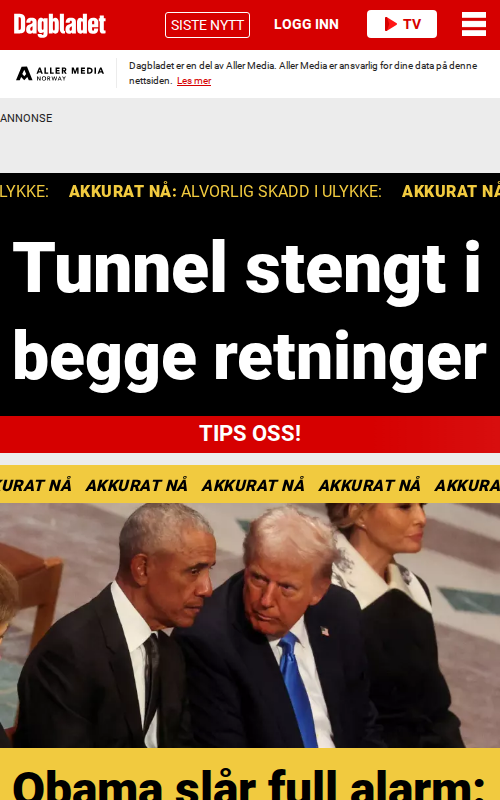 Dagbladet
SISTE NYTT
LOGG INN
TV
ALLER MEDIA
NORWAY
Dagbladet er en del av Aller Media. Aller Media er ansvarlig for dine data på denne
nettsiden. Les mer
ANNONSE
LYKKE: AKKURAT NÅ: ALVORLIG SKADD I ULYKKE: AKKURAT NÅ
Tunnel stengt i
begge retninger
TIPS OSS!
KURAT NÅ AKKURAT NÅ AKKURAT NÅ AKKURAT NÅ AKKURA
Obama slår full alarm: